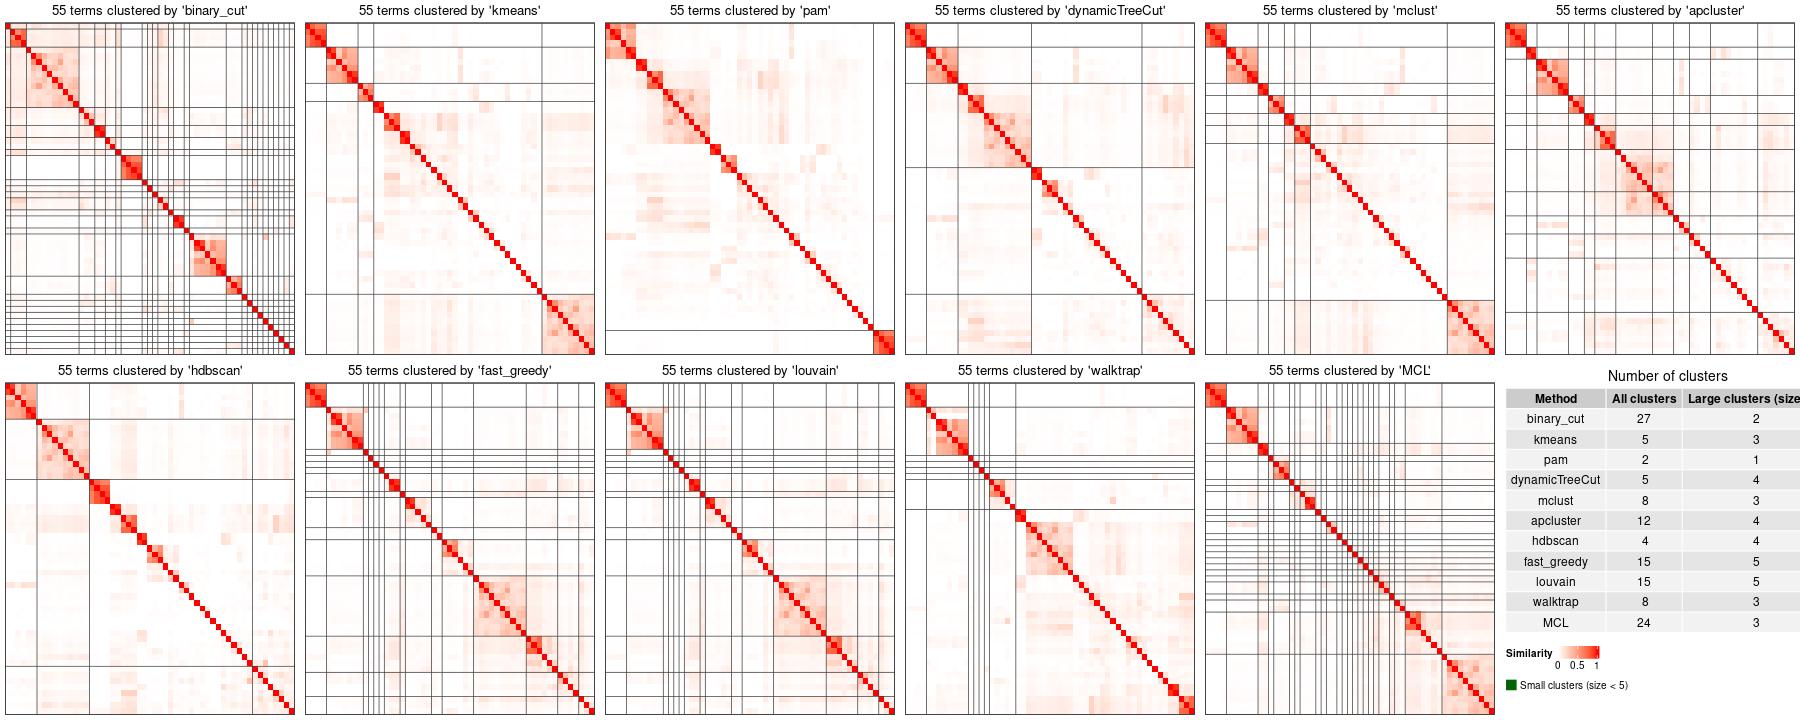 55 terms clustered by 'binary_cut'
55 terms clustered by 'kmeans'
55 terms clustered by 'pam'
55 terms clustered by 'dynamicTreeCut'
55 terms clustered by 'mclust'
55 terms clustered by 'apcluster'
55 terms clustered by 'hdbscan'
55 terms clustered by 'fast_greedy'
55 terms clustered by 'louvain'
55 terms clustered by 'walktrap'
55 terms clustered by 'MCL'
Number of clusters
Method All clusters Large clusters (size
binary_cut 27 2
kmeans 5 3
pam 2 1
dynamicTreeCut 5 4
mclust 8 3
apcluster 12 4
hdbscan 4 4
fast_greedy 15 5
louvain 15 5
walktrap 8 3
MCL 24 3
Similarity
0 0.5 1
Small clusters (size < 5)